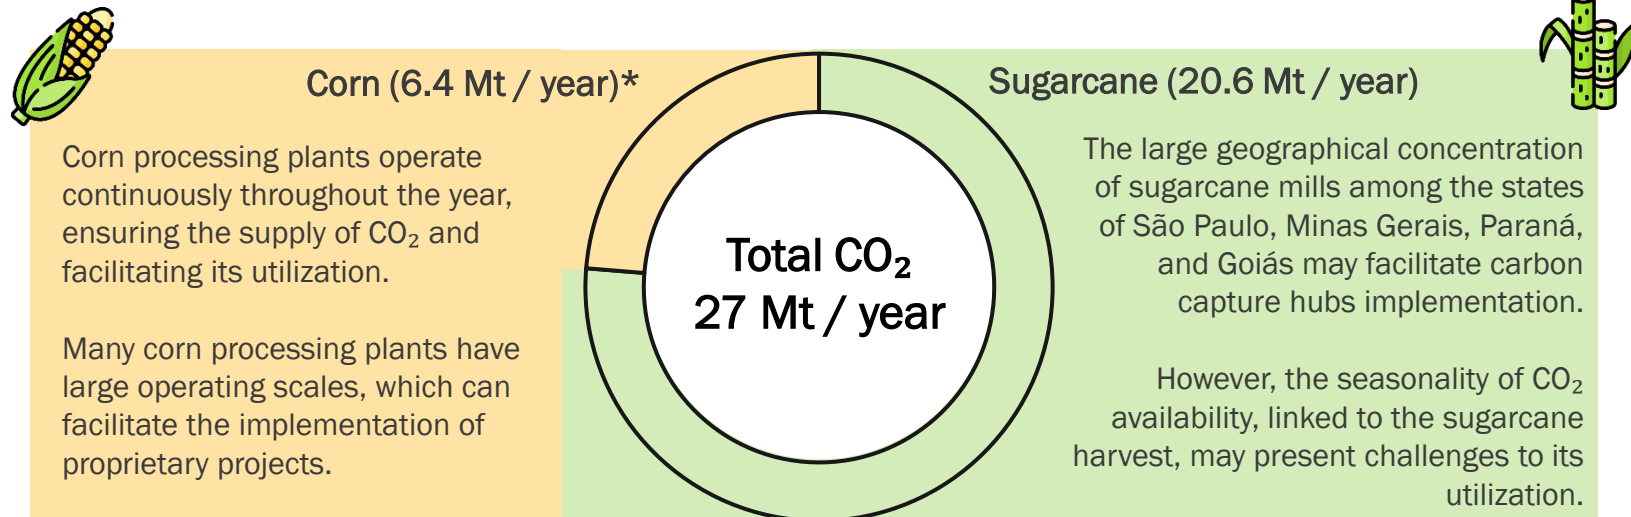 Corn (6.4 Mt / year)*
Corn processing plants operate
continuously throughout the year,
ensuring the supply of CO₂ and
facilitating its utilization.
Many corn processing plants have
large operating scales, which can
facilitate the implementation of
proprietary projects.
Total CO₂
27 Mt / year
Sugarcane (20.6 Mt / year)
The large geographical concentration
of sugarcane mills among the states
of São Paulo, Minas Gerais, Paraná,
and Goiás may facilitate carbon
capture hubs implementation.
However, the seasonality of CO₂
availability, linked to the sugarcane
harvest, may present challenges to its
utilization.